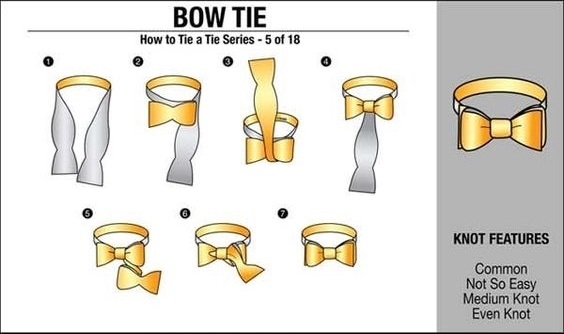 BOW TIE
How to Tie a Tie Series - 5 of 18
1
2
3
4
5
6
7
KNOT FEATURES
Common
Not So Easy
Medium Knot
Even Knot